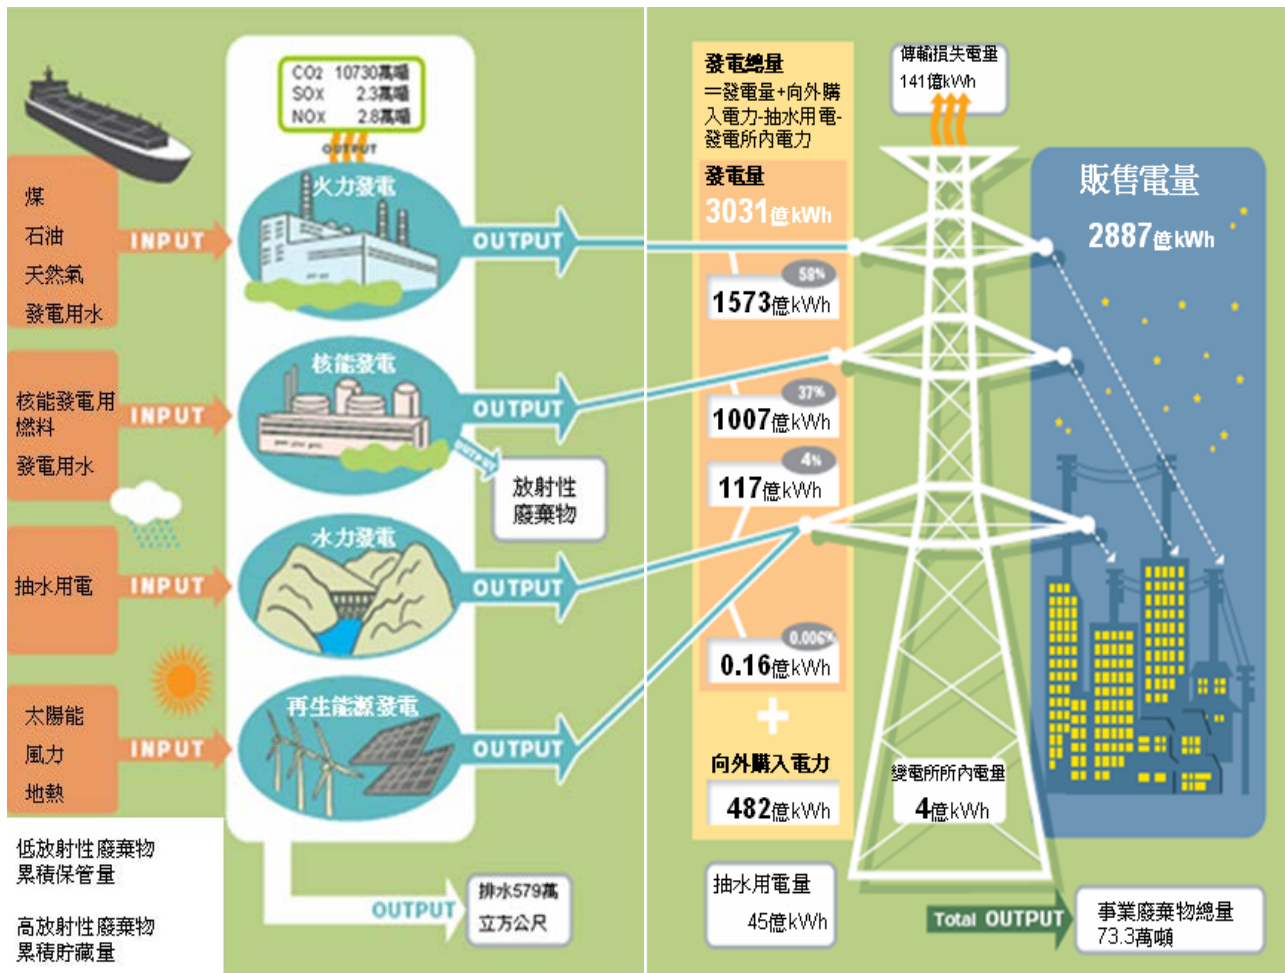 CO2 10730萬噸
SOX 2.3萬噸
NOX 2.8萬噸
OUTPUT
煤
石油
天然氣
發電用水
INPUT
火力發電
OUTPUT
核能發電用
燃料
發電用水
INPUT
核能發電
OUTPUT
OUTPUT
放射性
廢棄物
抽水用電
INPUT
水力發電
OUTPUT
太陽能
風力
地熱
INPUT
再生能源發電
OUTPUT
低放射性廢棄物
累積保管量
高放射性廢棄物
累積貯藏量
OUTPUT
排水579萬
立方公尺
發電總量
＝發電量+向外購
入電力-抽水用電-
發電所內電力
發電量
3031億kWh
58%
1573億kWh
37%
1007億kWh
4%
117億kWh
0.006%
0.16億kWh
+
向外購入電力
482億kWh
抽水用電量
45億kWh
傳輸損失電量
141億kWh
變電所所內電量
4億kWh
販售電量
2887億kWh
Total OUTPUT
事業廢棄物總量
73.3萬噸